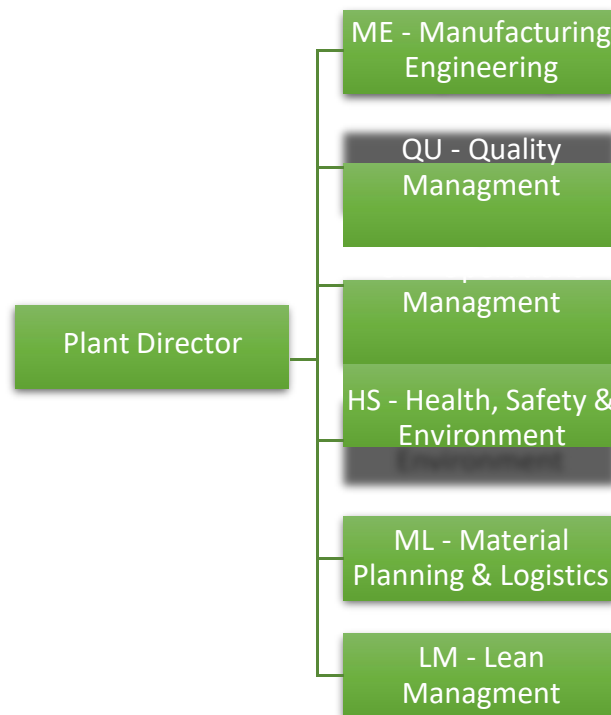 ME - Manufacturing
Engineering
QU - Quality
Managment
Managment
Plant Director
HS - Health, Safety &
Environment
ML - Material
Planning & Logistics
LM - Lean
Managment